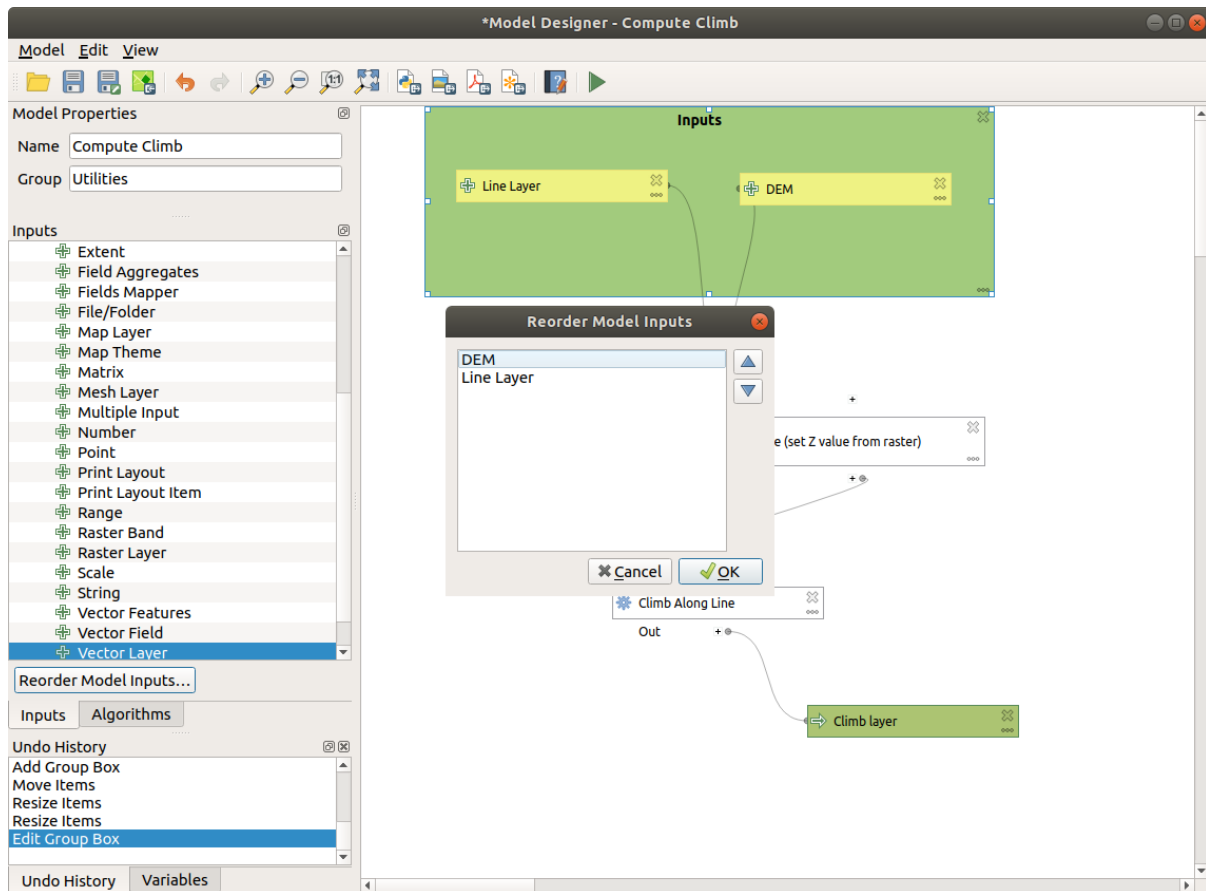 *Model Designer - Compute Climb
Model Edit View
1:1
Model Properties
Name Compute Climb
Group Utilities
Inputs
Extent
Field Aggregates
Fields Mapper
File/Folder
Map Layer
Map Theme
Matrix
Mesh Layer
Multiple Input
Number
Point
Print Layout
Print Layout Item
Range
Raster Band
Raster Layer
Scale
String
Vector Features
Vector Field
Vector Layer
Reorder Model Inputs...
Inputs Algorithms
Undo History
Add Group Box
Move Items
Resize Items
Resize Items
Edit Group Box
Undo History Variables
Inputs
Line Layer
DEM
Reorder Model Inputs
DEM
Line Layer
Cancel OK
e (set Z value from raster)
Climb Along Line
Out
Climb layer